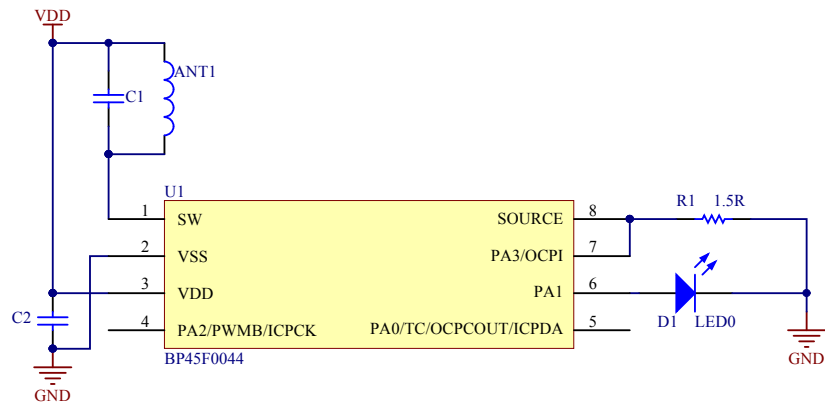 VDD
ANT1
C1
U1
R1 1.5R
1 SW SOURCE 8
2 VSS PA3/OCPI 7
3 VDD PA1 6
C2
D1 LED0
4 PA2/PWMB/ICPCK PA0/TC/OCPCOUT/ICPDA 5
BP45F0044
GND
GND